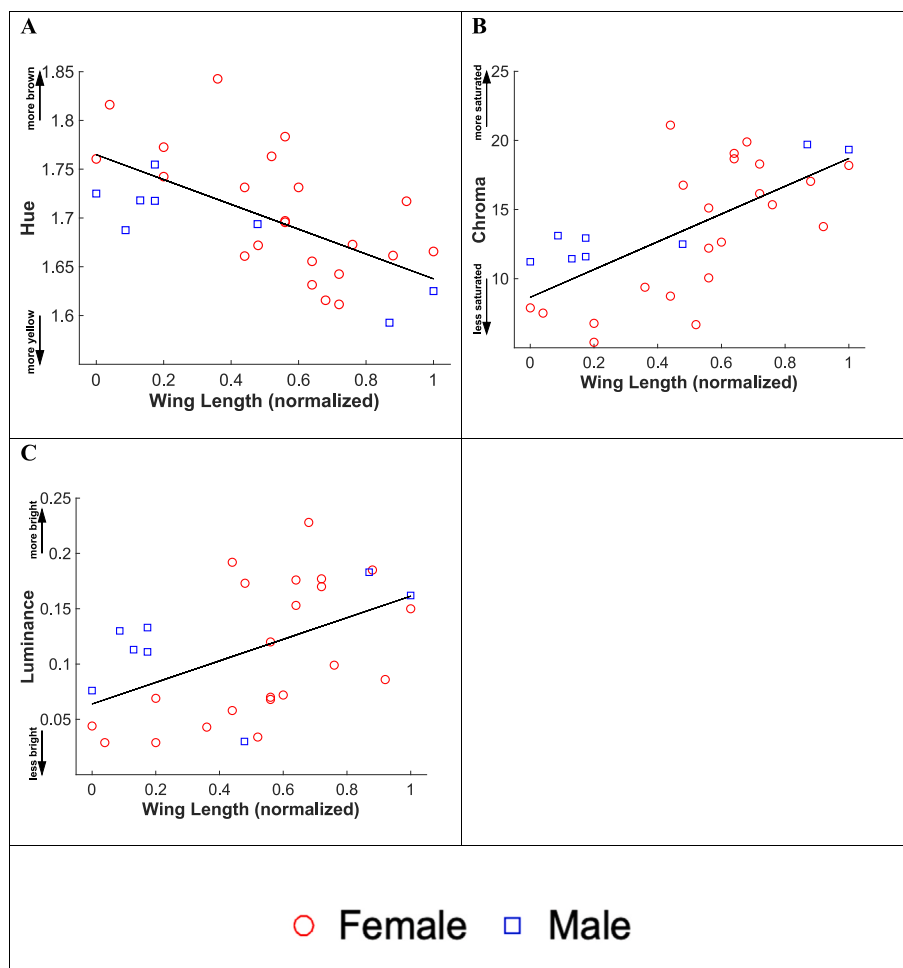 A
more brown
more yellow
Hue
1.85
1.8
1.75
1.7
1.65
1.6
0 0.2 0.4 0.6 0.8 1
Wing Length (normalized)
B
more saturated
less saturated
Chroma
25
20
15
10
0 0.2 0.4 0.6 0.8 1
Wing Length (normalized)
C
more bright
less bright
Luminance
0.25
0.2
0.15
0.1
0.05
0 0.2 0.4 0.6 0.8 1
Wing Length (normalized)
Female Male